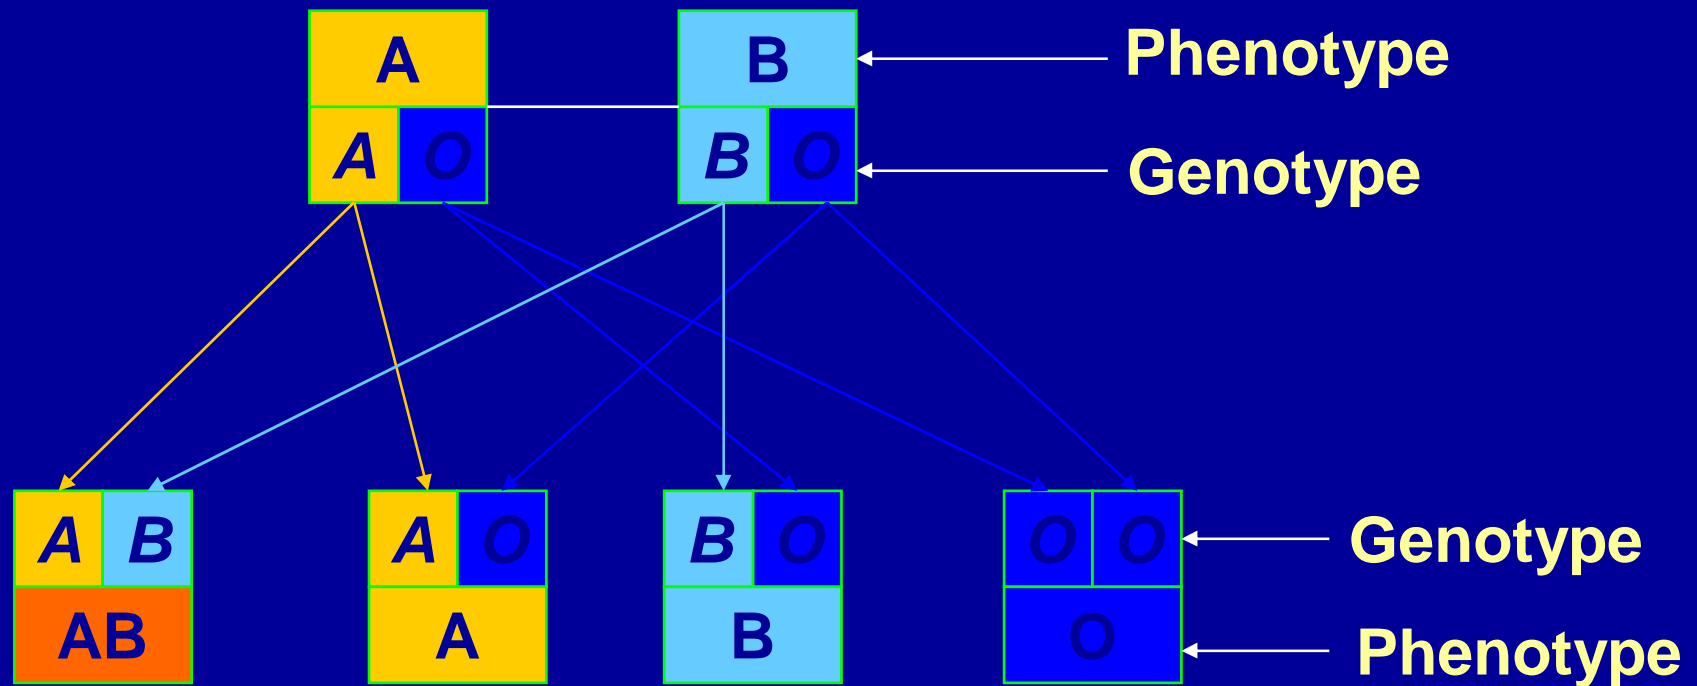 A B Phenotype
A O B O Genotype
A B A O B O O O Genotype
AB A B O Phenotype